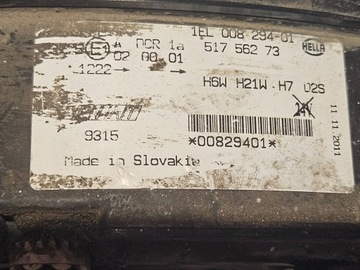 1EL 008 294-01
E1 A DCR 1a 517 562 73 HELLA
02 00 01
←1222
H6W H21W H7 02S
24V
9315 *00829401*
Made in Slovakia
11 11 2011